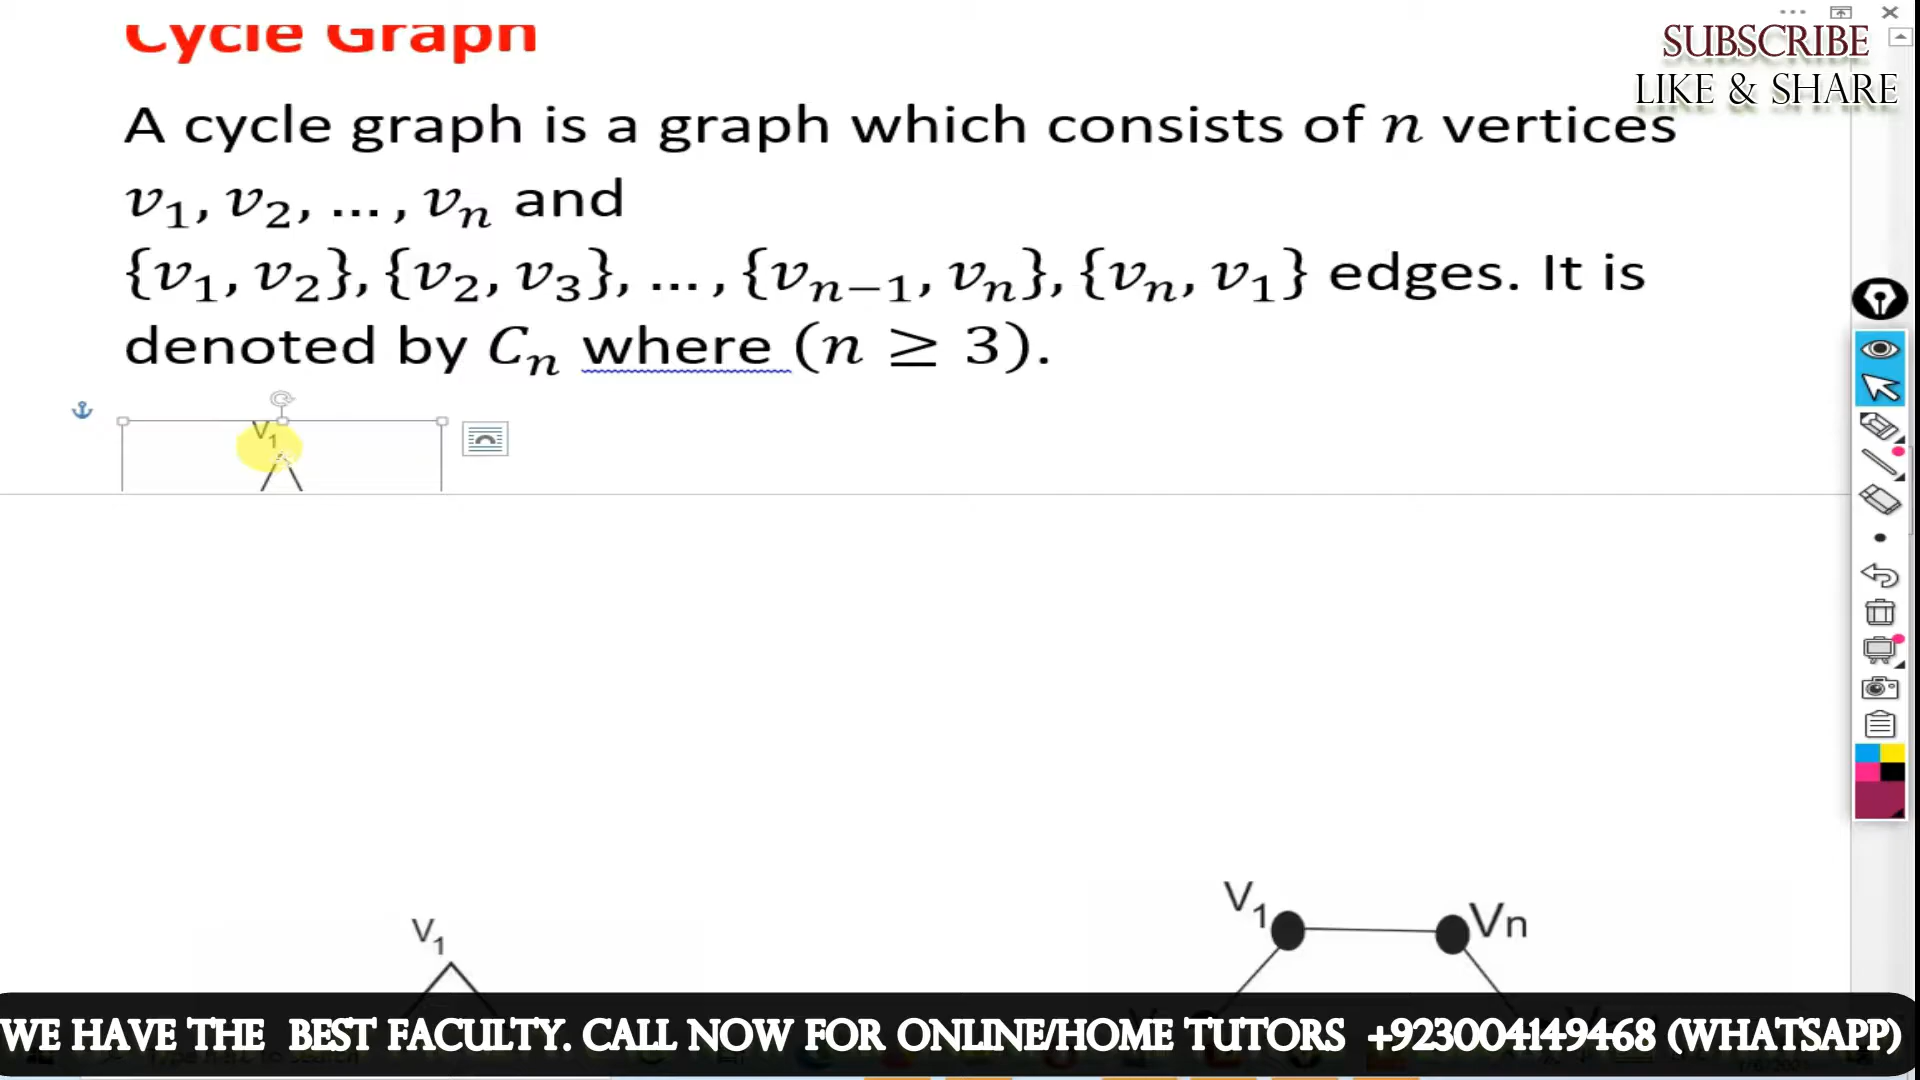 Cycle Graph
SUBSCRIBE
LIKE & SHARE
A cycle graph is a graph which consists of n vertices
v₁, v₂, … , vₙ and
{v₁, v₂}, {v₂, v₃}, … , {vₙ₋₁, vₙ}, {vₙ, v₁} edges. It is
denoted by Cₙ where (n ≥ 3).
V₁
V₁
V₁
Vn
WE HAVE THE BEST FACULTY. CALL NOW FOR ONLINE/HOME TUTORS +923004149468 (WHATSAPP)